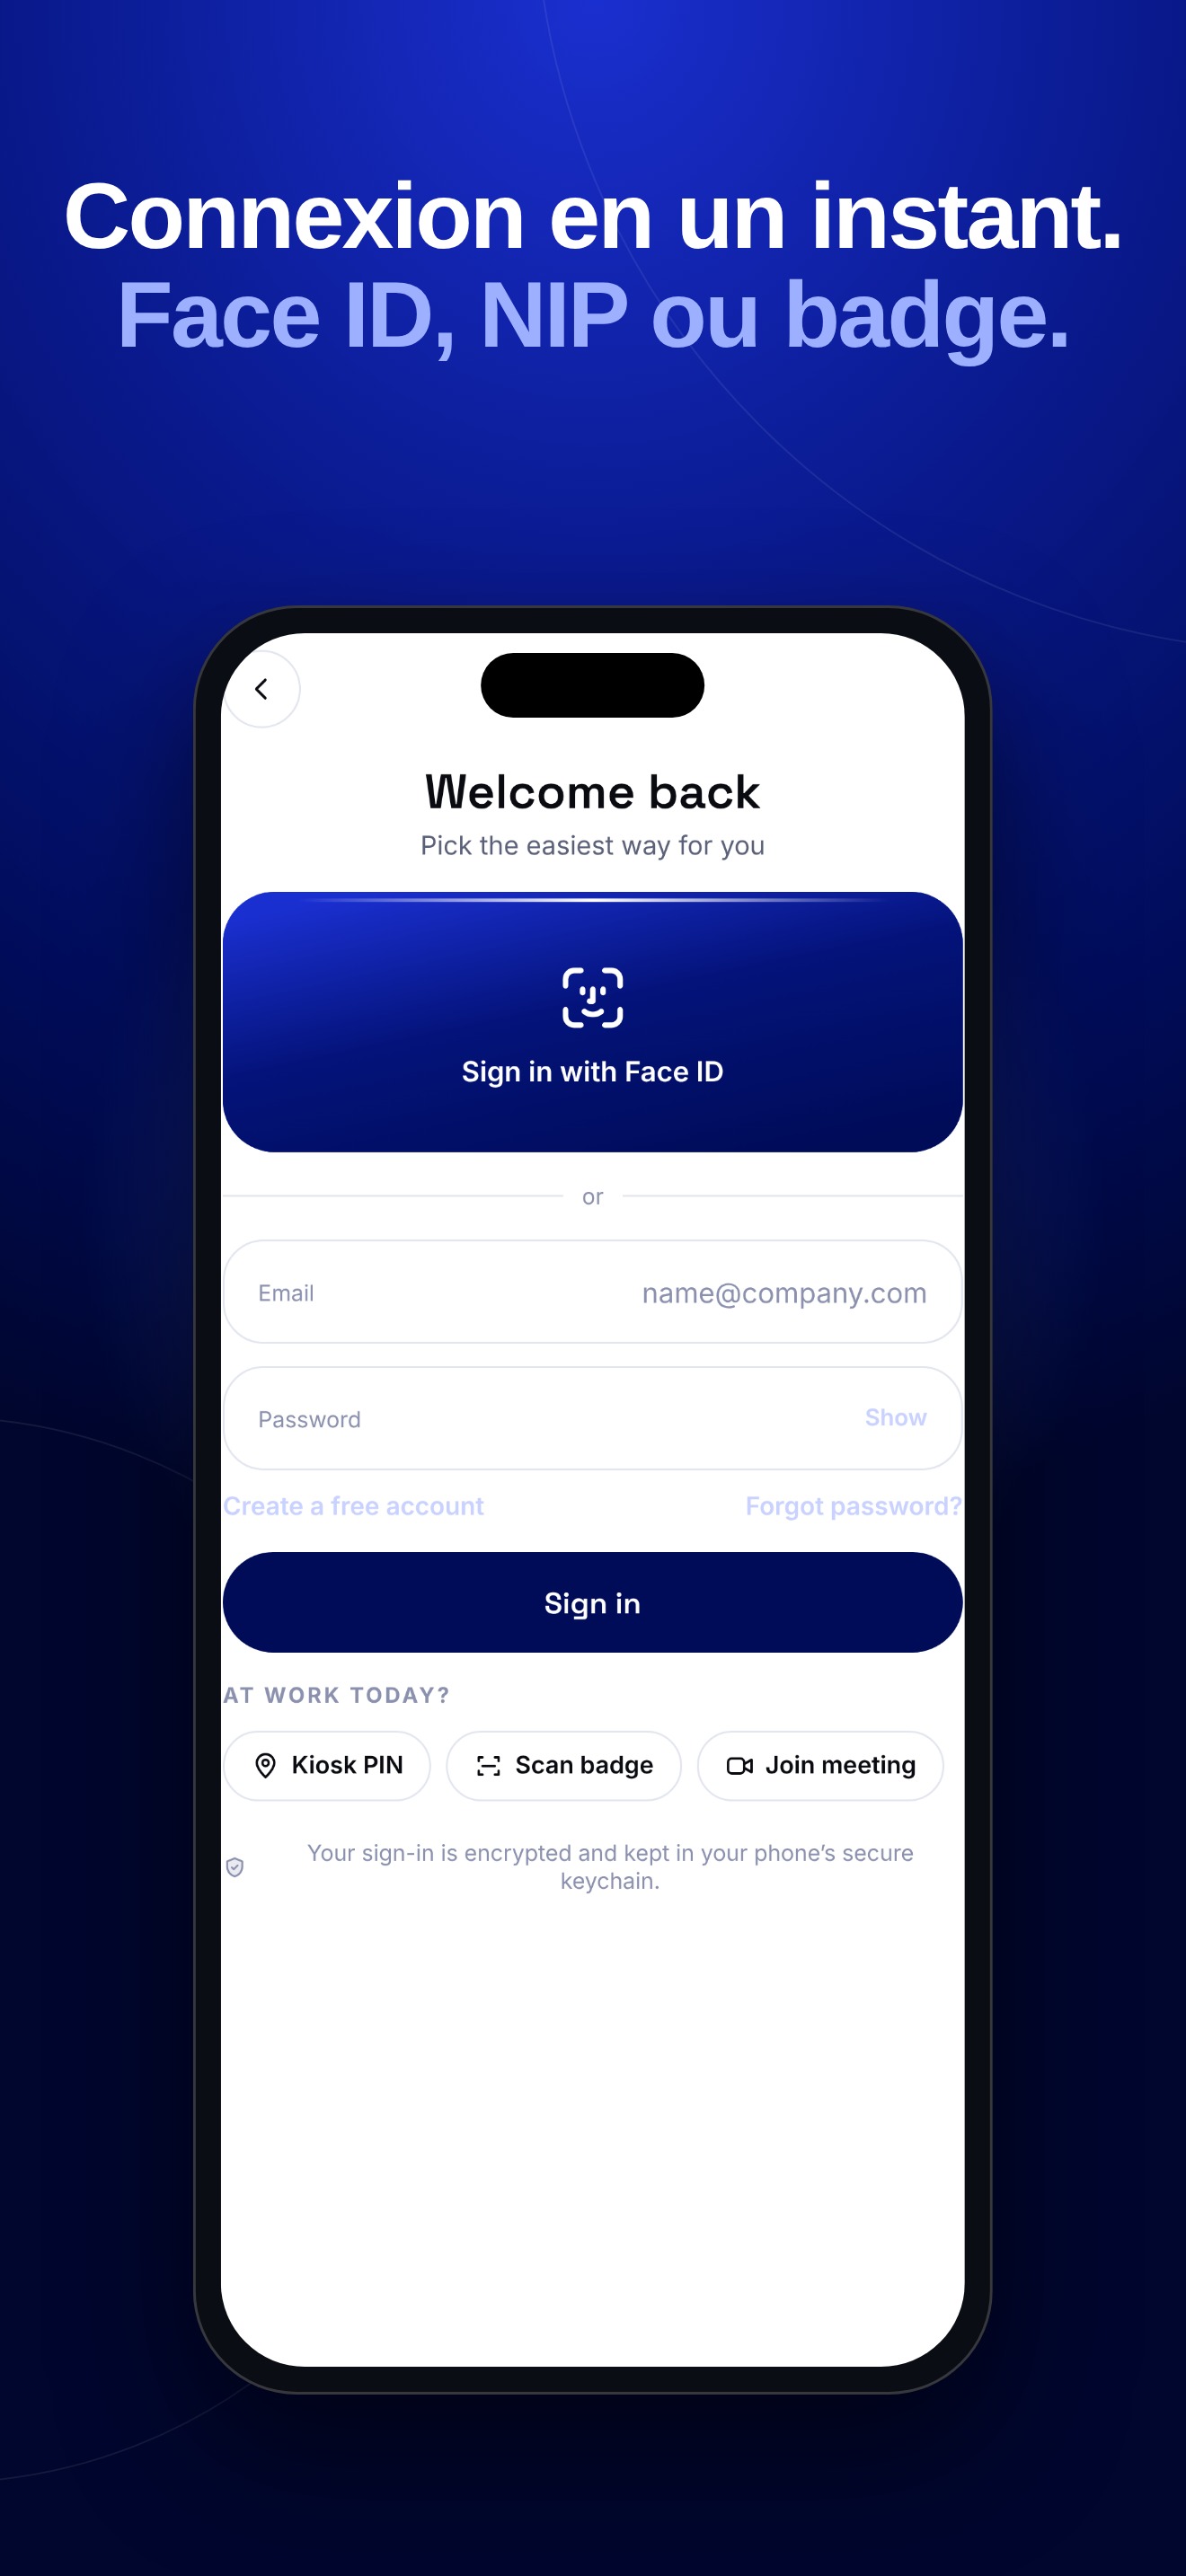 Connexion en un instant.
Face ID, NIP ou badge.
Welcome back
Pick the easiest way for you
Sign in with Face ID
or
Email name@company.com
Password Show
Create a free account Forgot password?
Sign in
AT WORK TODAY?
Kiosk PIN Scan badge Join meeting
Your sign-in is encrypted and kept in your phone’s secure
keychain.